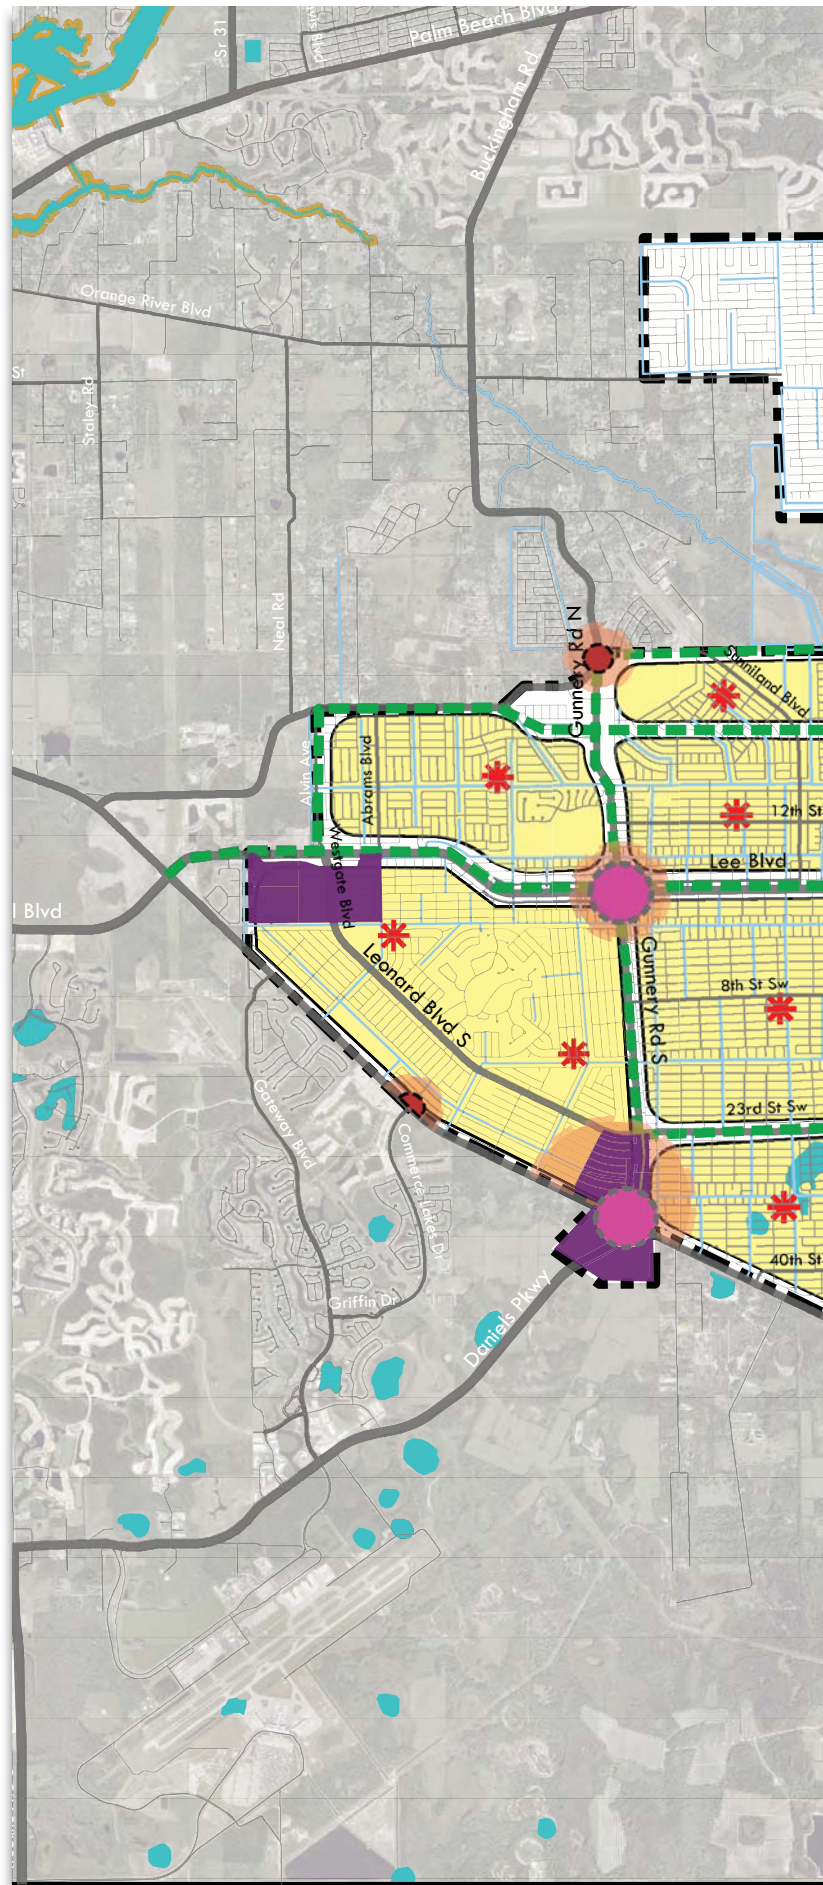 Sr 31
Palm Beach Blvd
Buckingham Rd
Orange River Blvd
St
Staley Rd
Neal Rd
Gunnery Rd N
Sunniland Blvd
Alvin Ave
Abrams Blvd
12th St
Westgate Blvd
Lee Blvd
l Blvd
Leonard Blvd S
Gunnery Rd S
8th St Sw
Gateway Blvd
23rd St Sw
Commerce Lakes Dr
40th St
Griffin Dr
Daniels Pkwy